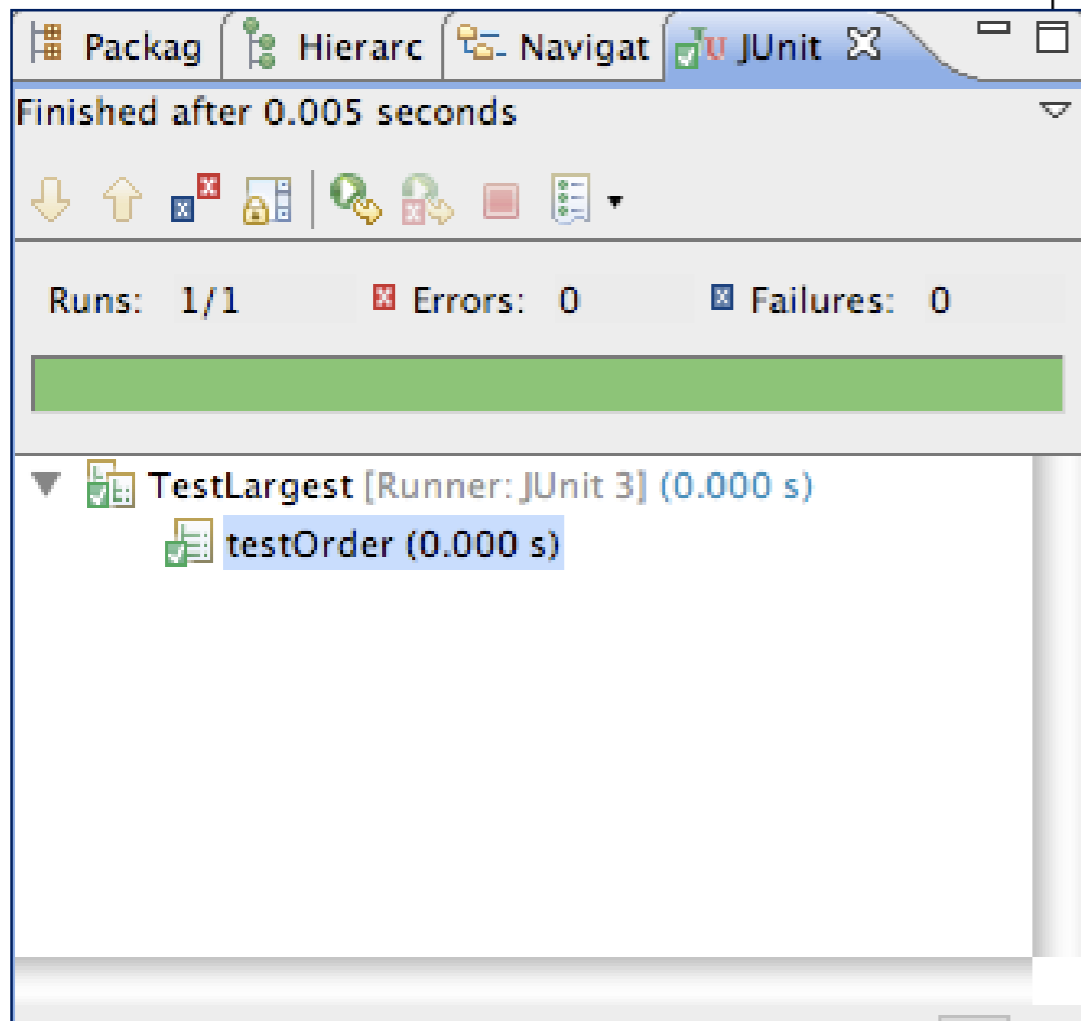 Packag Hierarc Navigat JU JUnit
Finished after 0.005 seconds
Runs: 1/1 Errors: 0 Failures: 0
TestLargest [Runner: JUnit 3] (0.000 s)
testOrder (0.000 s)